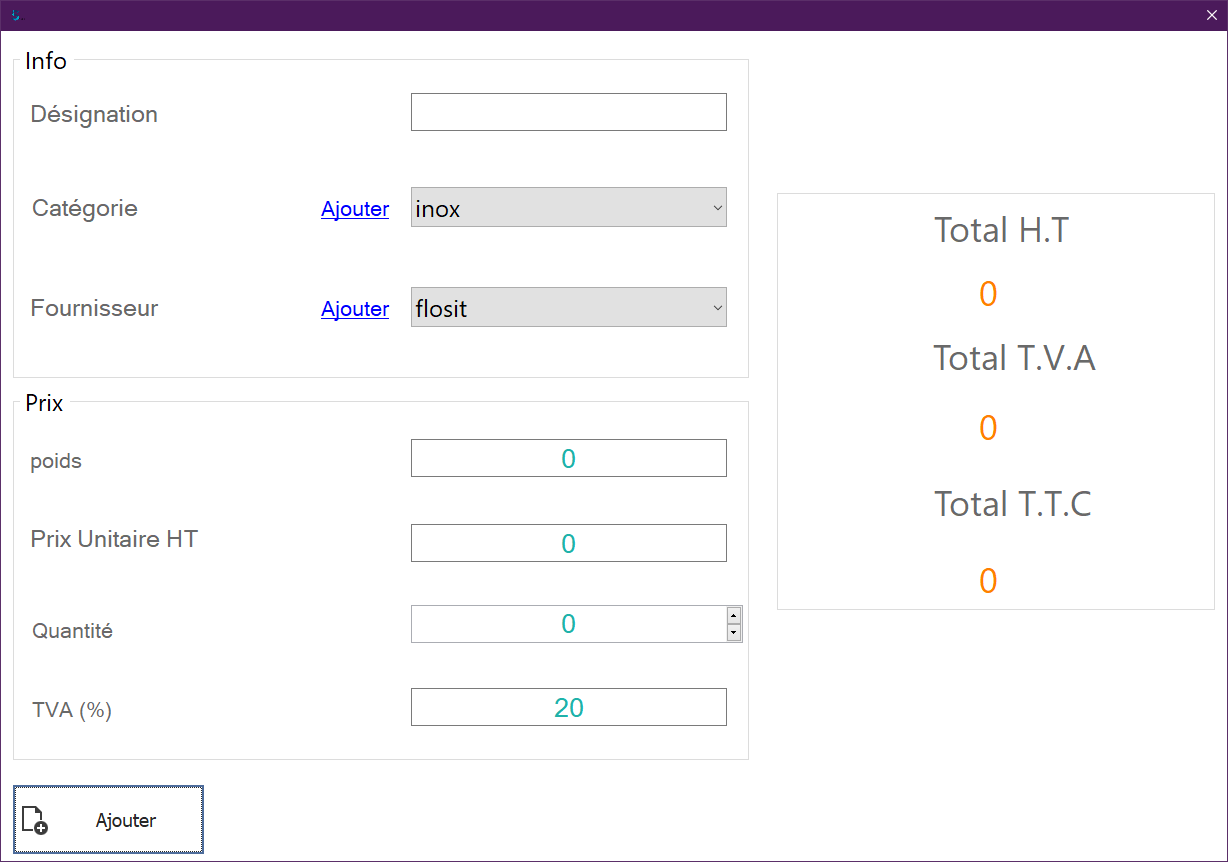 Info
Désignation
Catégorie Ajouter inox
Fournisseur Ajouter flosit
Prix
poids 0
Prix Unitaire HT 0
Quantité 0
TVA (%) 20
Ajouter
Total H.T
0
Total T.V.A
0
Total T.T.C
0